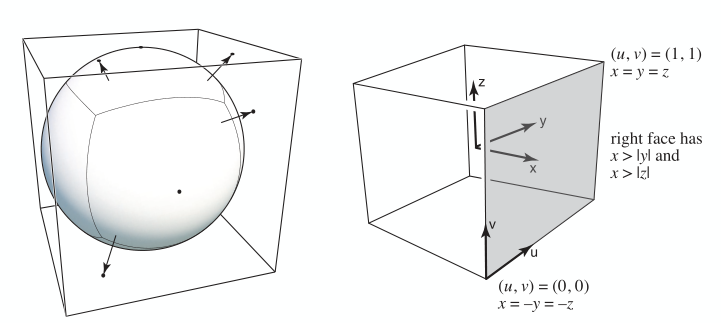 (u, v) = (1, 1)
x = y = z
z
y
x
right face has
x > |y| and
x > |z|
v
u
(u, v) = (0, 0)
x = –y = –z